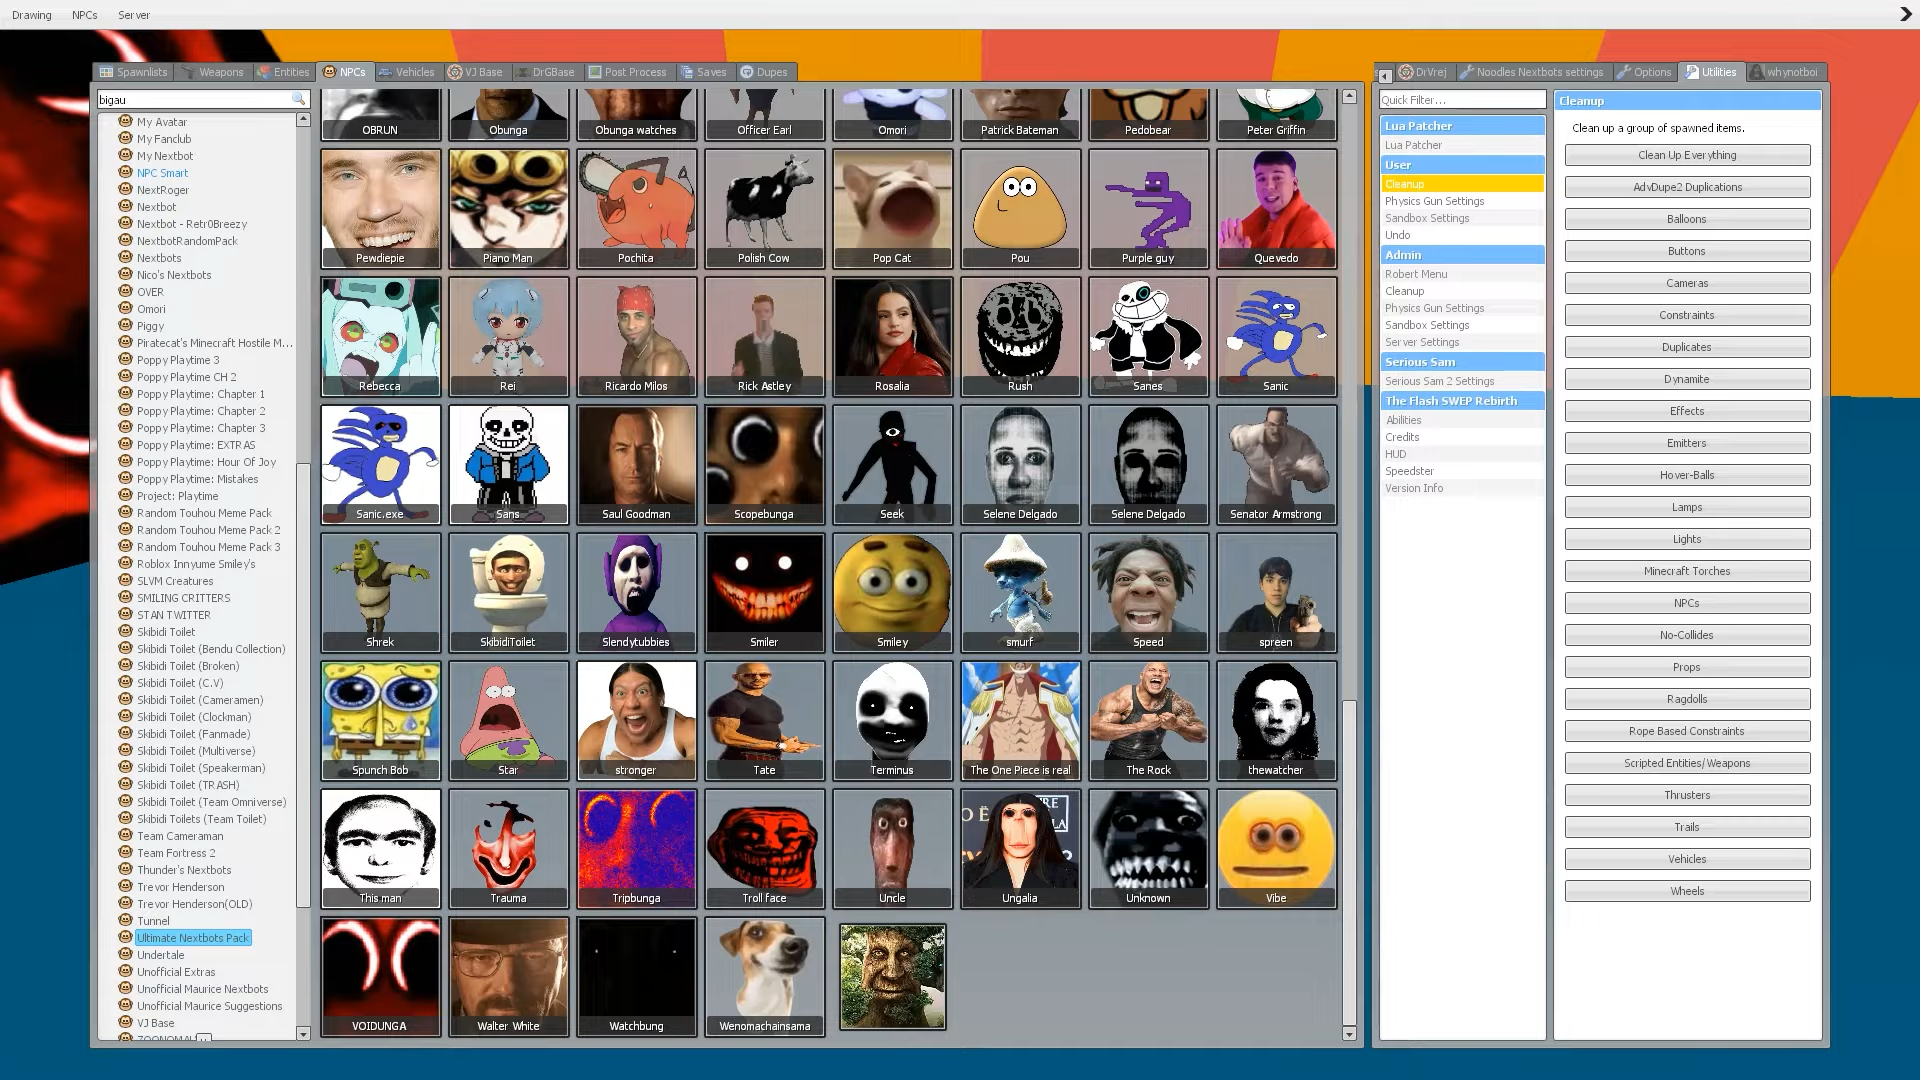 Drawing NPCs Server
Spawnlists Weapons Entities NPCs Vehicles VJ Base DrGBase Post Process Saves Dupes
DrVrej Noodles Nextbots settings Options Utilities whynotboi
bigau
My Avatar
My Fanclub
My Nextbot
NPC Smart
NextRoger
Nextbot
Nextbot - Retr0Breezy
NextbotRandomPack
Nextbots
Nico's Nextbots
OVER
Omori
Piggy
Piratecat's Minecraft Hostile M...
Poppy Playtime 3
Poppy Playtime CH 2
Poppy Playtime: Chapter 1
Poppy Playtime: Chapter 2
Poppy Playtime: Chapter 3
Poppy Playtime: EXTRAS
Poppy Playtime: Hour Of Joy
Poppy Playtime: Mistakes
Project: Playtime
Random Touhou Meme Pack
Random Touhou Meme Pack 2
Random Touhou Meme Pack 3
Roblox Innyume Smiley's
SLVM Creatures
SMILING CRITTERS
STAN TWITTER
Skibidi Toilet
Skibidi Toilet (Bendu Collection)
Skibidi Toilet (Broken)
Skibidi Toilet (C.V)
Skibidi Toilet (Cameramen)
Skibidi Toilet (Clockman)
Skibidi Toilet (Fanmade)
Skibidi Toilet (Multiverse)
Skibidi Toilet (Speakerman)
Skibidi Toilet (TRASH)
Skibidi Toilet (Team Omniverse)
Skibidi Toilets (Team Toilet)
Team Cameraman
Team Fortress 2
Thunder's Nextbots
Trevor Henderson
Trevor Henderson(OLD)
Tunnel
Ultimate Nextbots Pack
Undertale
Unofficial Extras
Unofficial Maurice Nextbots
Unofficial Maurice Suggestions
VJ Base
OBRUN Obunga Obunga watches Officer Earl Omori Patrick Bateman Pedobear Peter Griffin
Pewdiepie Piano Man Pochita Polish Cow Pop Cat Pou Purple guy Quevedo
Rebecca Rei Ricardo Milos Rick Astley Rosalia Rush Sanes Sanic
Sanic.exe Sans Saul Goodman Scopebunga Seek Selene Delgado Selene Delgado Senator Armstrong
Shrek SkibidiToilet Slendytubbies Smiler Smiley smurf Speed spreen
Spunch Bob Star stronger Tate Terminus The One Piece is real The Rock thewatcher
This man Trauma Tripbunga Troll face Uncle Ungalia Unknown Vibe
VOIDUNGA Walter White Watchbung Wenomachainsama
Quick Filter...
Lua Patcher
Lua Patcher
User
Cleanup
Physics Gun Settings
Sandbox Settings
Undo
Admin
Robert Menu
Cleanup
Physics Gun Settings
Sandbox Settings
Server Settings
Serious Sam
Serious Sam 2 Settings
The Flash SWEP Rebirth
Abilities
Credits
HUD
Speedster
Version Info
Cleanup
Clean up a group of spawned items.
Clean Up Everything
AdvDupe2 Duplications
Balloons
Buttons
Cameras
Constraints
Duplicates
Dynamite
Effects
Emitters
Hover-Balls
Lamps
Lights
Minecraft Torches
NPCs
No-Collides
Props
Ragdolls
Rope Based Constraints
Scripted Entities/Weapons
Thrusters
Trails
Vehicles
Wheels